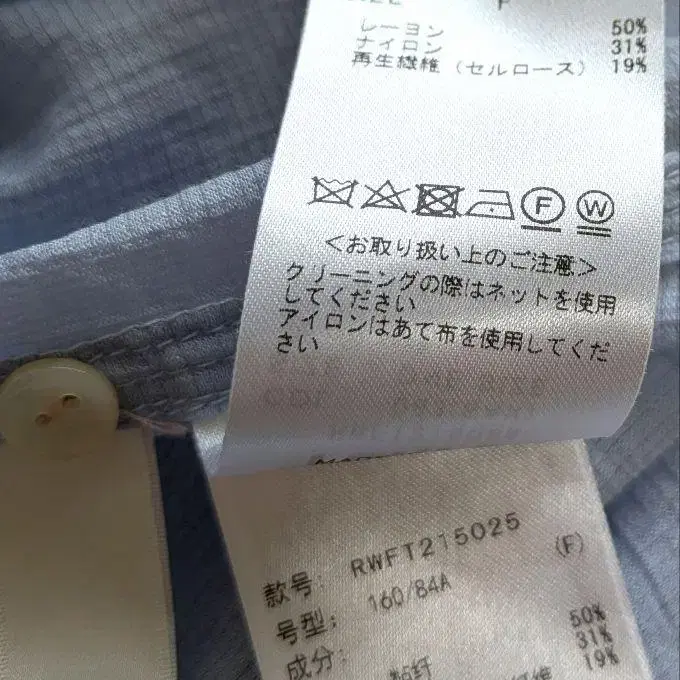 F
レーヨン 50%
ナイロン 31%
再生繊維（セルロース） 19%
F W
＜お取り扱い上のご注意＞
クリーニングの際はネットを使用
してください
アイロンはあて布を使用してくだ
さい
款号: RWFT215025
号型: 160/84A (F)
成分: 50%
粘纤 31%
19%